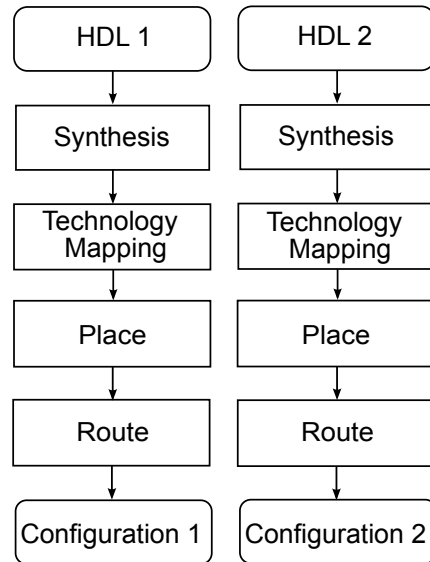 HDL 1
Synthesis
Technology
Mapping
Place
Route
Configuration 1
HDL 2
Synthesis
Technology
Mapping
Place
Route
Configuration 2